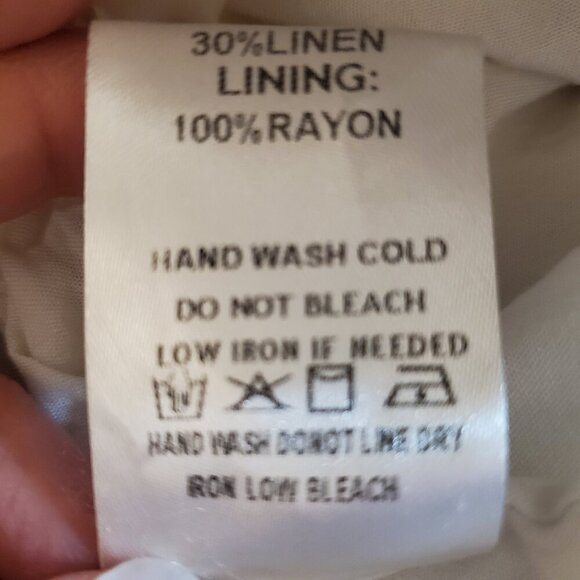 30%LINEN
LINING:
100%RAYON
HAND WASH COLD
DO NOT BLEACH
LOW IRON IF NEEDED
HAND WASH DONOT LINE DRY
IRON LOW BLEACH